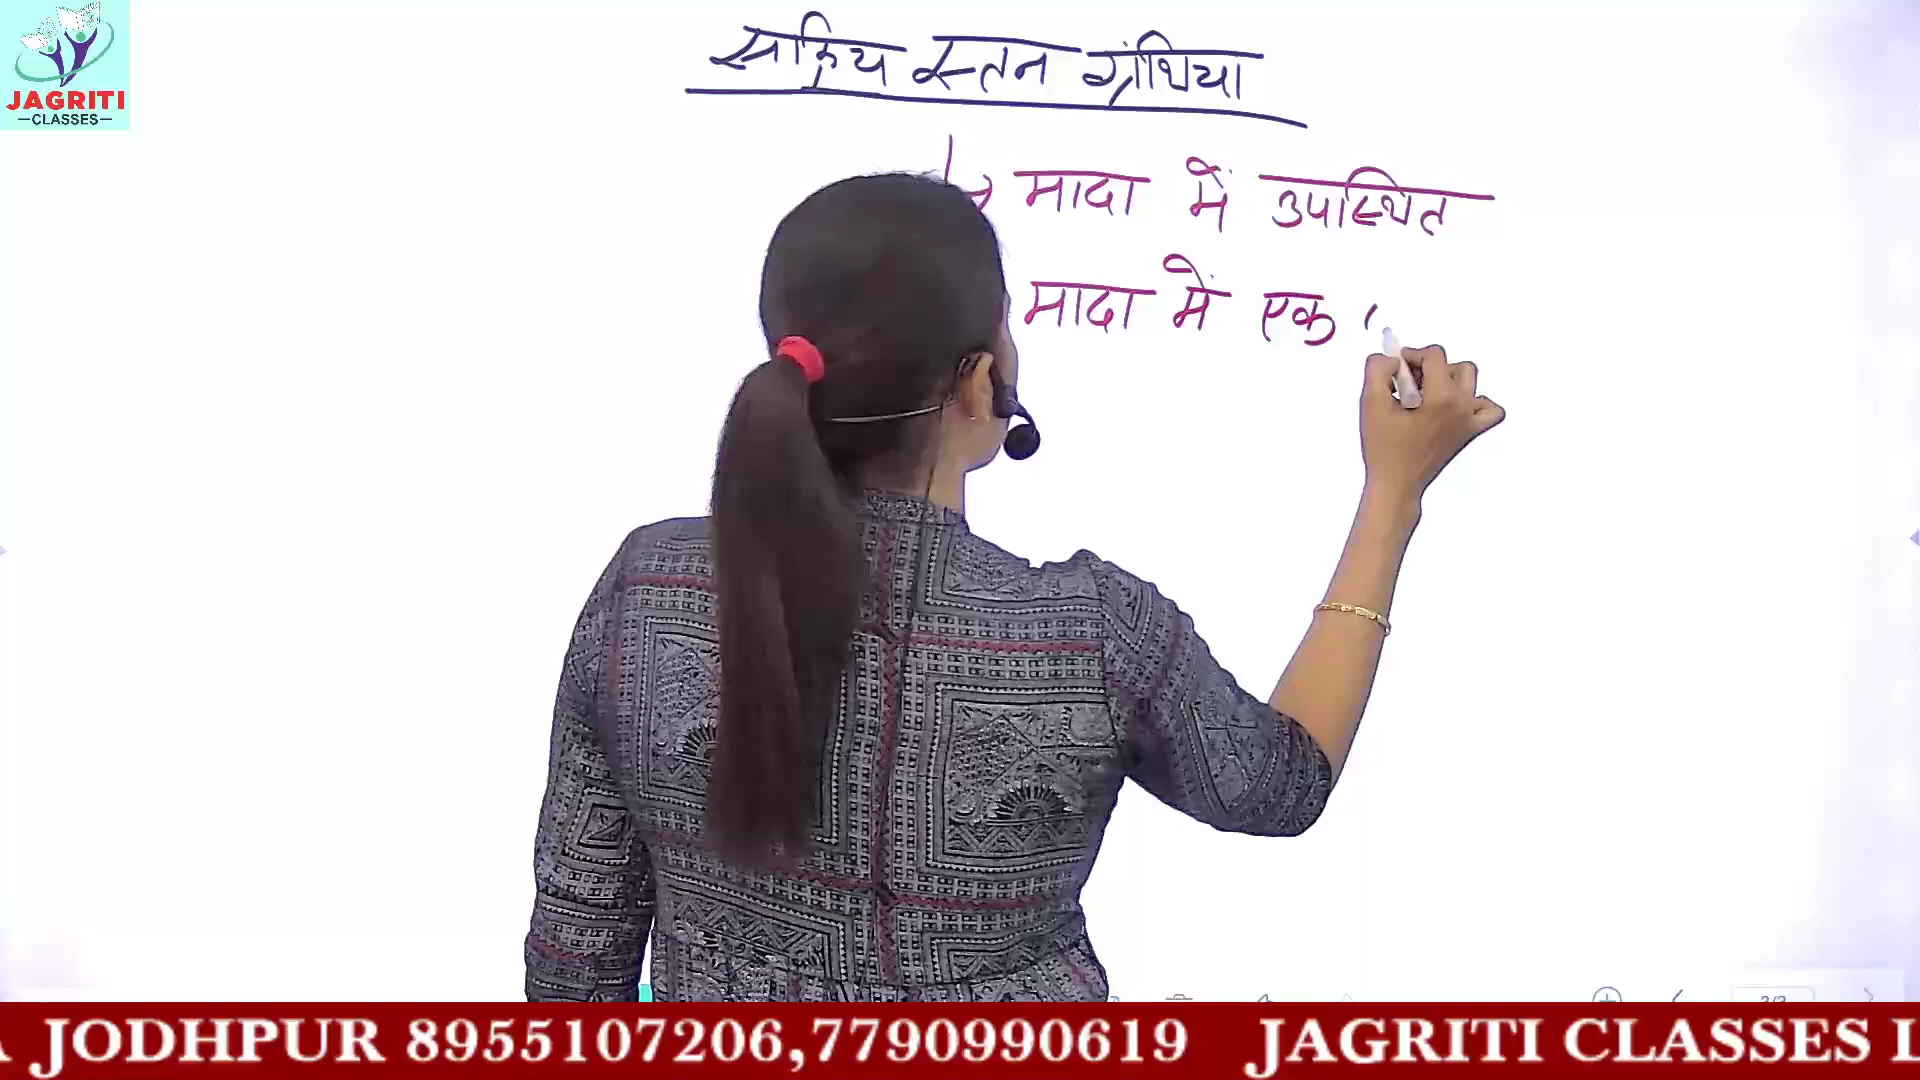 JAGRITI
CLASSES
सक्रिय स्तन ग्रंथिया
मादा में उपस्थित
मादा में एक
JODHPUR 8955107206,7790990619 JAGRITI CLASSES